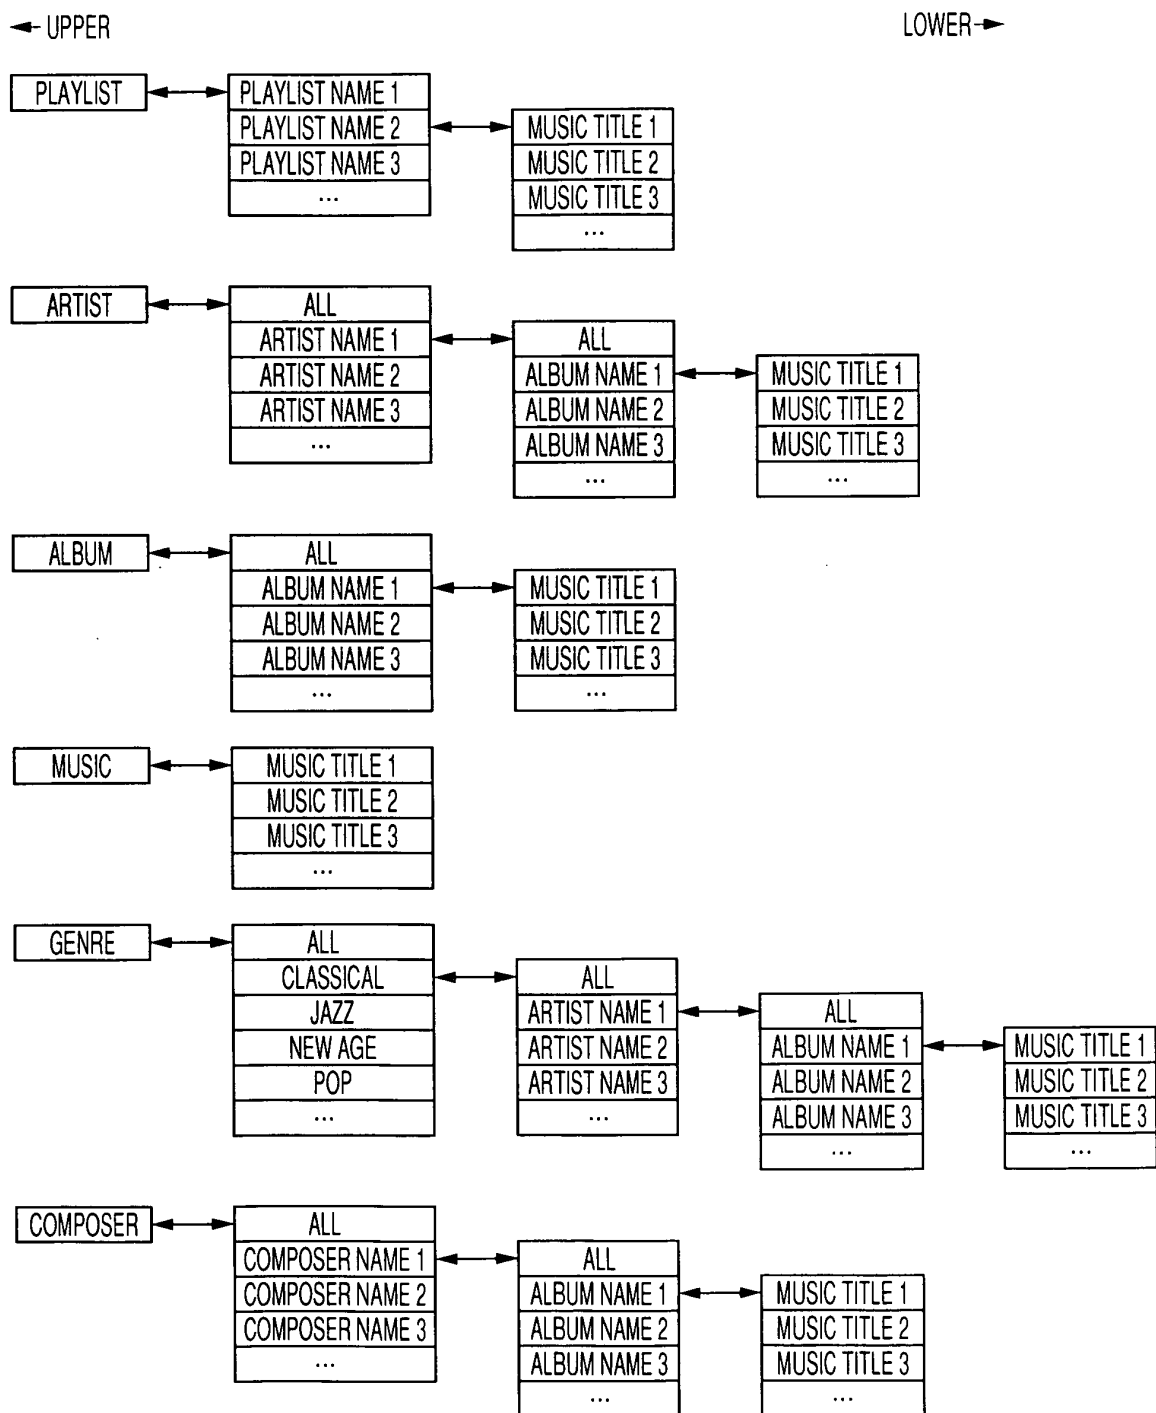 UPPER
LOWER
PLAYLIST
PLAYLIST NAME 1
PLAYLIST NAME 2
PLAYLIST NAME 3
...
MUSIC TITLE 1
MUSIC TITLE 2
MUSIC TITLE 3
...
ARTIST
ALL
ARTIST NAME 1
ARTIST NAME 2
ARTIST NAME 3
...
ALL
ALBUM NAME 1
ALBUM NAME 2
ALBUM NAME 3
...
MUSIC TITLE 1
MUSIC TITLE 2
MUSIC TITLE 3
...
ALBUM
ALL
ALBUM NAME 1
ALBUM NAME 2
ALBUM NAME 3
...
MUSIC TITLE 1
MUSIC TITLE 2
MUSIC TITLE 3
...
MUSIC
MUSIC TITLE 1
MUSIC TITLE 2
MUSIC TITLE 3
...
GENRE
ALL
CLASSICAL
JAZZ
NEW AGE
POP
...
ALL
ARTIST NAME 1
ARTIST NAME 2
ARTIST NAME 3
...
ALL
ALBUM NAME 1
ALBUM NAME 2
ALBUM NAME 3
...
MUSIC TITLE 1
MUSIC TITLE 2
MUSIC TITLE 3
...
COMPOSER
ALL
COMPOSER NAME 1
COMPOSER NAME 2
COMPOSER NAME 3
...
ALL
ALBUM NAME 1
ALBUM NAME 2
ALBUM NAME 3
...
MUSIC TITLE 1
MUSIC TITLE 2
MUSIC TITLE 3
...